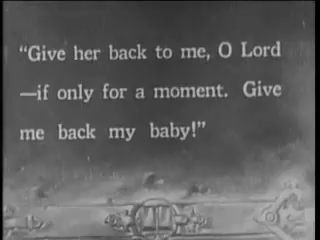 “Give her back to me, O Lord
—if only for a moment. Give
me back my baby!”